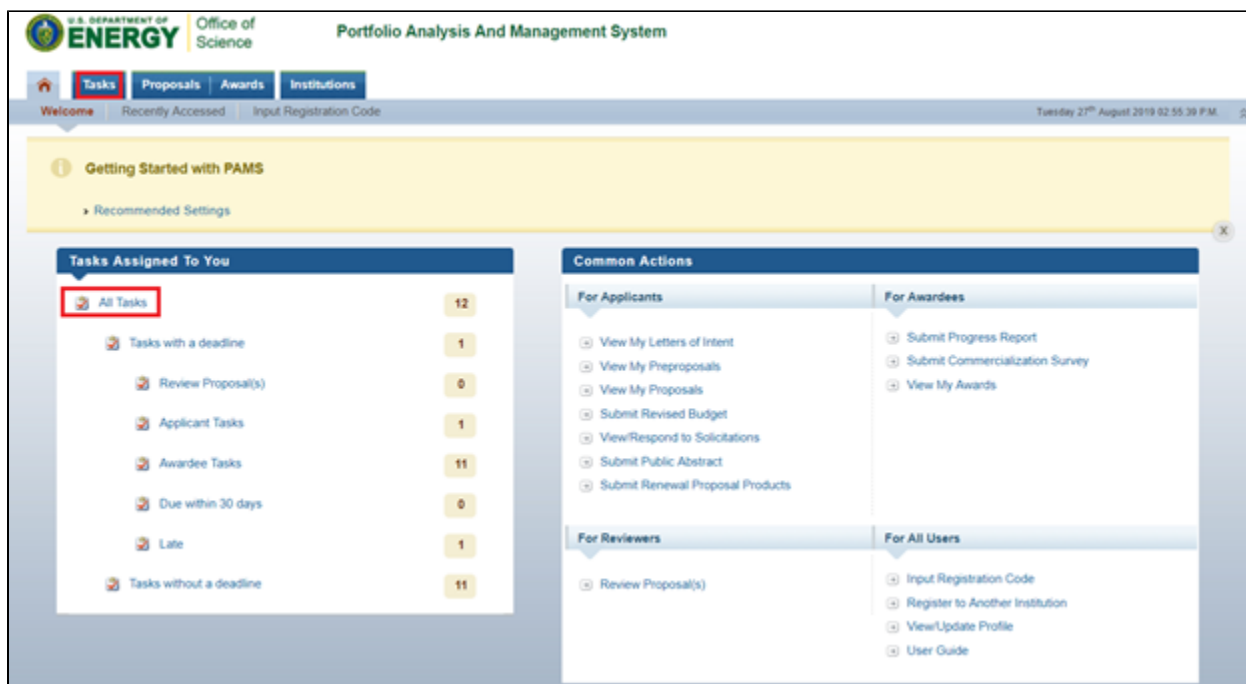 U.S. DEPARTMENT OF
ENERGY
Office of
Science
Portfolio Analysis And Management System
Tasks
Proposals
Awards
Institutions
Welcome
Recently Accessed
Input Registration Code
Tuesday 27th August 2019 02:55:39 P.M.
Getting Started with PAMS
Recommended Settings
X
Tasks Assigned To You
All Tasks 12
Tasks with a deadline 1
Review Proposal(s) 0
Applicant Tasks 1
Awardee Tasks 11
Due within 30 days 0
Late 1
Tasks without a deadline 11
Common Actions
For Applicants
View My Letters of Intent
View My Preproposals
View My Proposals
Submit Revised Budget
View/Respond to Solicitations
Submit Public Abstract
Submit Renewal Proposal Products
For Awardees
Submit Progress Report
Submit Commercialization Survey
View My Awards
For Reviewers
Review Proposal(s)
For All Users
Input Registration Code
Register to Another Institution
View/Update Profile
User Guide